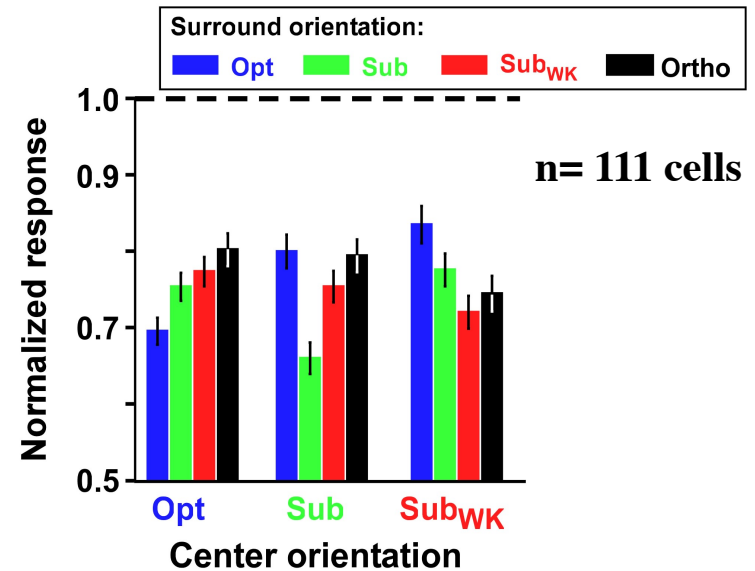 Surround orientation:
Opt Sub SubWK Ortho
1.0
0.9
0.7
0.5
Normalized response
n= 111 cells
Opt Sub SubWK
Center orientation